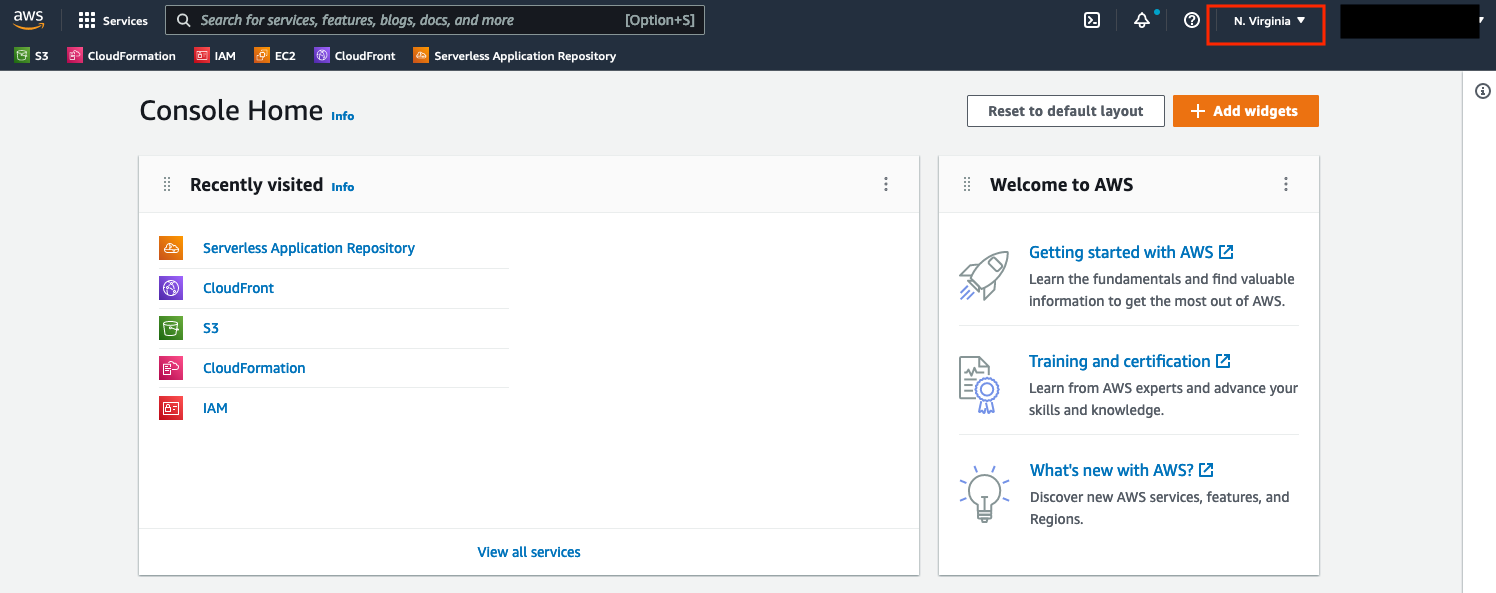 aws Services Search for services, features, blogs, docs, and more [Option+S] N. Virginia
S3 CloudFormation IAM EC2 CloudFront Serverless Application Repository
Console Home Info
Reset to default layout
Add widgets
Recently visited Info
Serverless Application Repository
CloudFront
S3
CloudFormation
IAM
View all services
Welcome to AWS
Getting started with AWS
Learn the fundamentals and find valuable
information to get the most out of AWS.
Training and certification
Learn from AWS experts and advance your
skills and knowledge.
What's new with AWS?
Discover new AWS services, features, and
Regions.